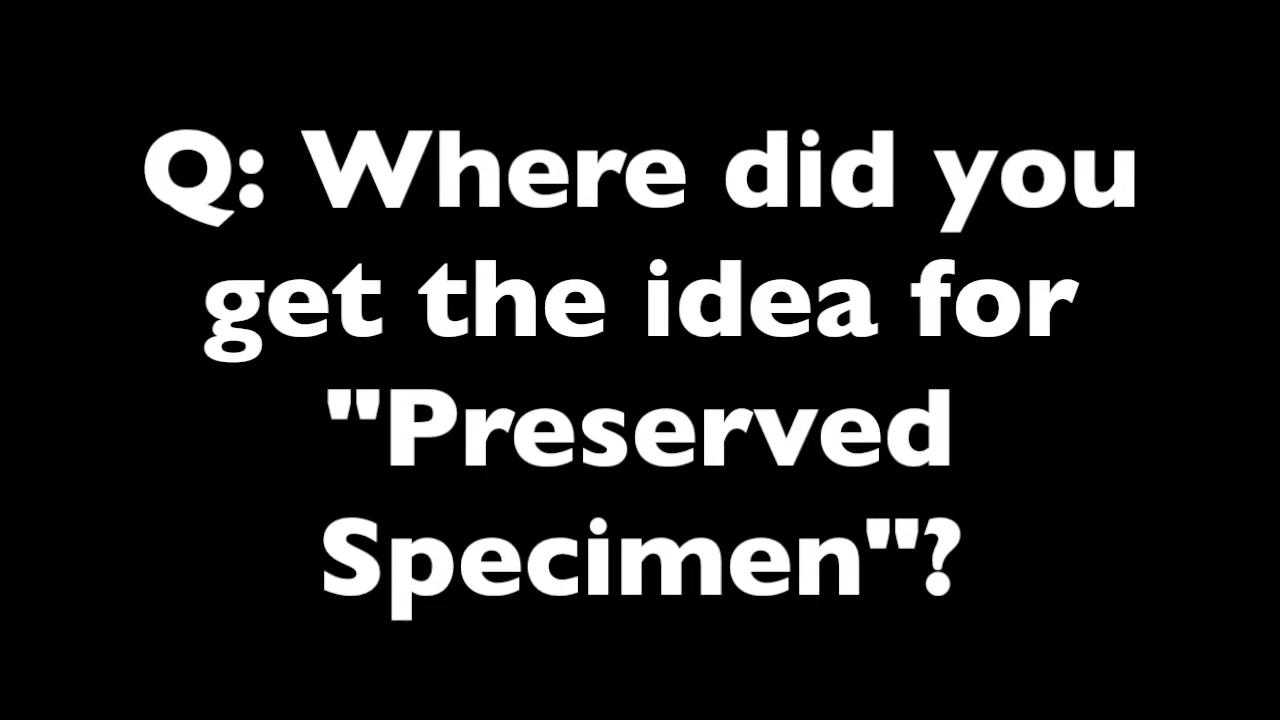 Q: Where did you
get the idea for
"Preserved
Specimen"?